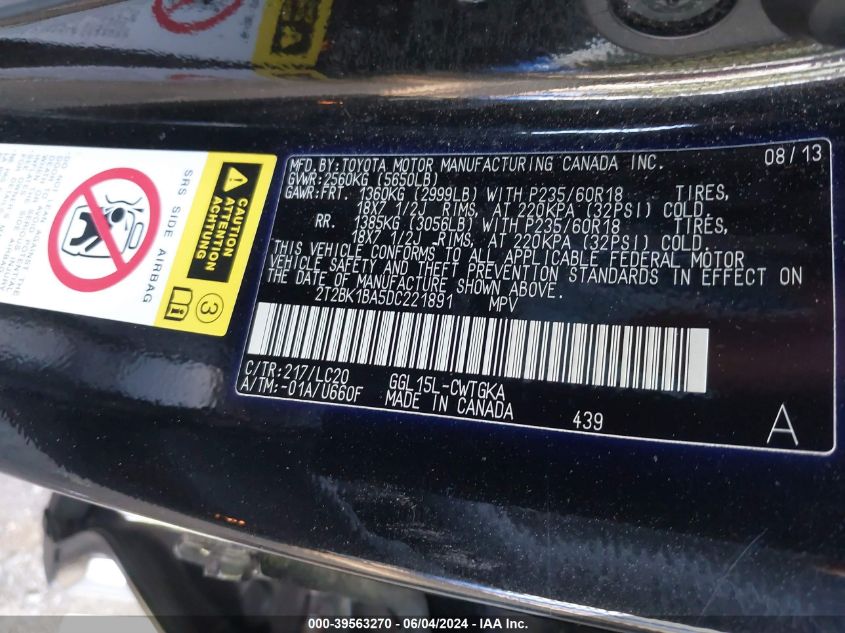 MFD.BY:TOYOTA MOTOR MANUFACTURING CANADA INC. 08/13
GVWR:2560KG (5650LB)
GAWR:FRT. 1360KG (2999LB) WITH P235/60R18 TIRES,
18X7 1/2J RIMS, AT 220KPA (32PSI) COLD.
RR. 1385KG (3056LB) WITH P235/60R18 TIRES,
18X7 1/2J RIMS, AT 220KPA (32PSI) COLD.
THIS VEHICLE CONFORMS TO ALL APPLICABLE FEDERAL MOTOR
VEHICLE SAFETY AND THEFT PREVENTION STANDARDS IN EFFECT ON
THE DATE OF MANUFACTURE SHOWN ABOVE.
2T2BK1BA5DC221891 MPV
C/TR:217/LC20 GGL15L-CWTGKA
A/TM:-01A/U660F MADE IN CANADA 439 A
SRS SIDE AIRBAG
CAUTION
ATTENTION
ACHTUNG
3
000-39563270 - 06/04/2024 - IAA Inc.